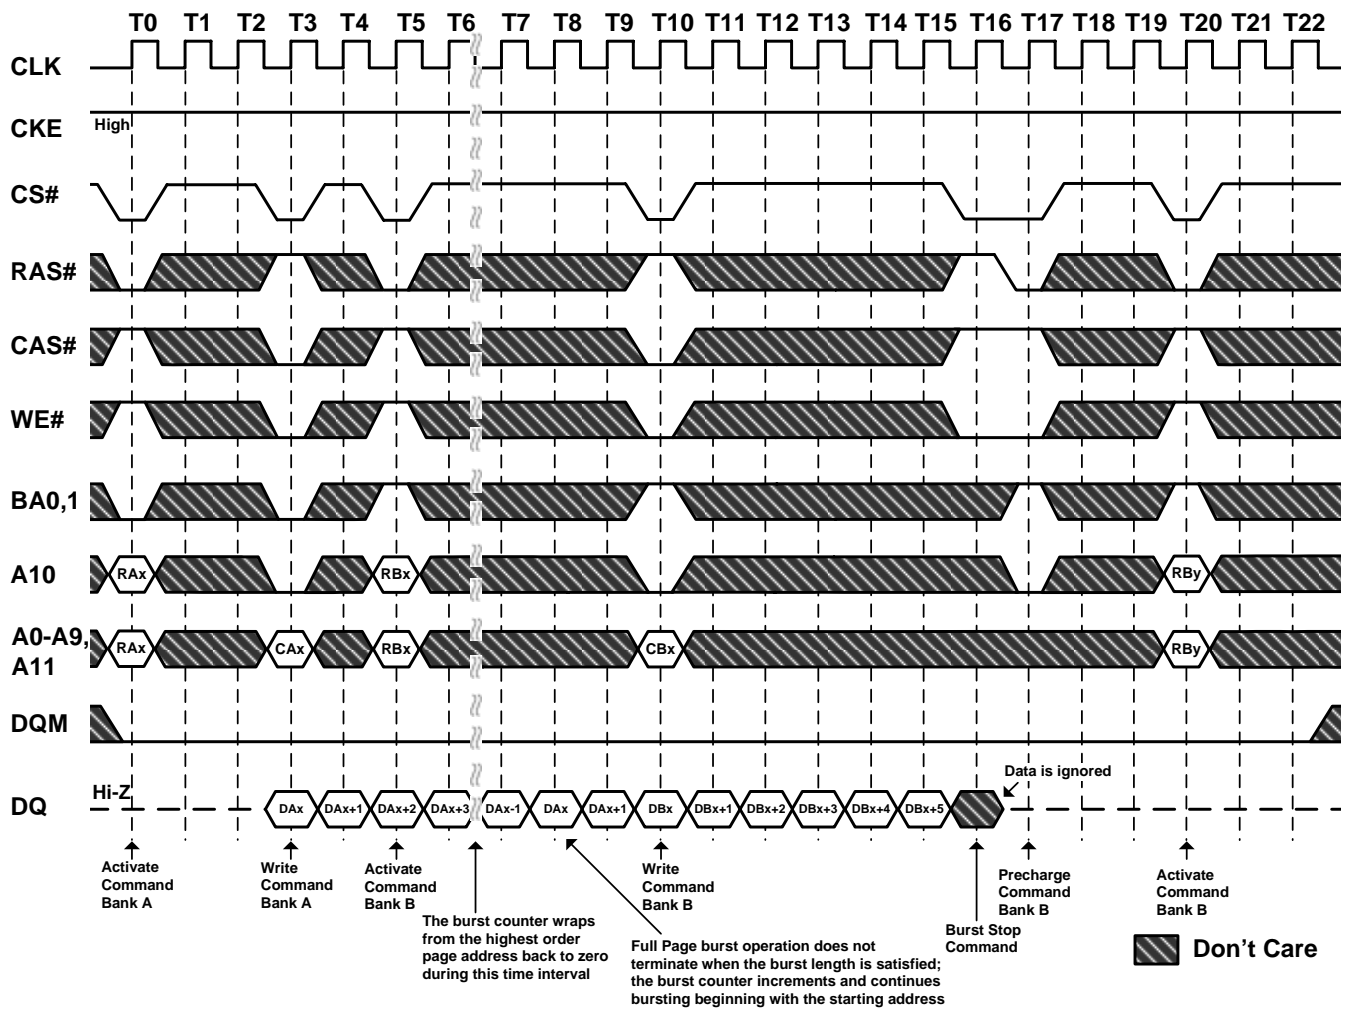 T0 T1 T2 T3 T4 T5 T6 T7 T8 T9 T10 T11 T12 T13 T14 T15 T16 T17 T18 T19 T20 T21 T22
CLK
CKE High
CS#
RAS#
CAS#
WE#
BA0,1
A10 RAx RBx RBy
A0-A9,
A11 RAx CAx RBx CBx RBy
DQM
Data is ignored
DQ Hi-Z DAx DAx+1 DAx+2 DAx+3 DAx-1 DAx DAx+1 DBx DBx+1 DBx+2 DBx+3 DBx+4 DBx+5
Activate
Command
Bank A
Write
Command
Bank A
Activate
Command
Bank B
The burst counter wraps
from the highest order
page address back to zero
during this time interval
Write
Command
Bank B
Full Page burst operation does not
terminate when the burst length is satisfied;
the burst counter increments and continues
bursting beginning with the starting address
Burst Stop
Command
Precharge
Command
Bank B
Activate
Command
Bank B
Don't Care